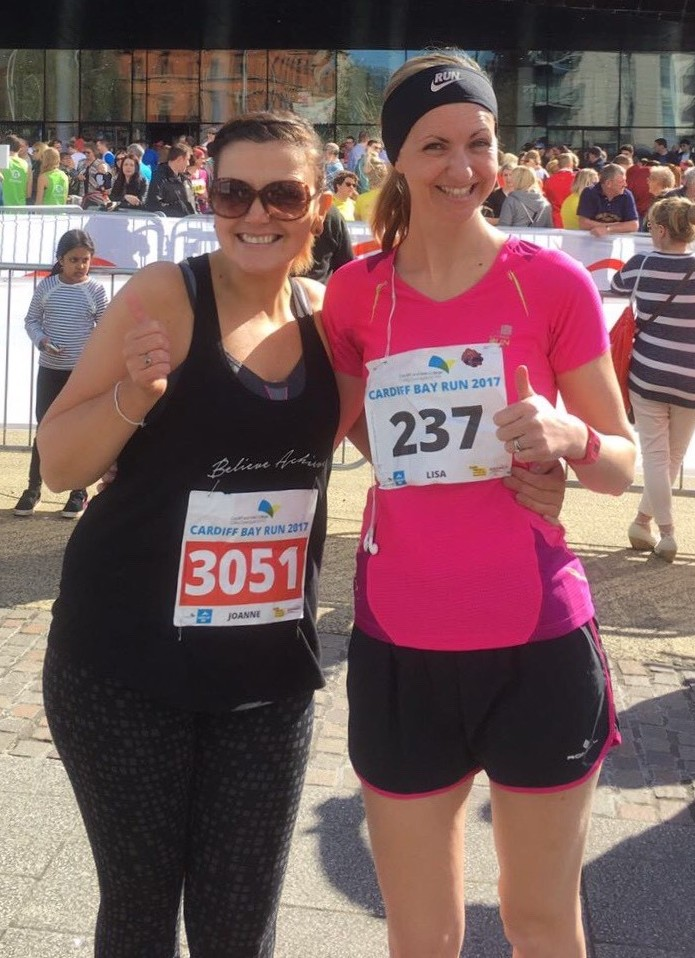 RUN
CARDIFF BAY RUN 2017
237
LISA
Believe Achieve
CARDIFF BAY RUN 2017
3051
JOANNE